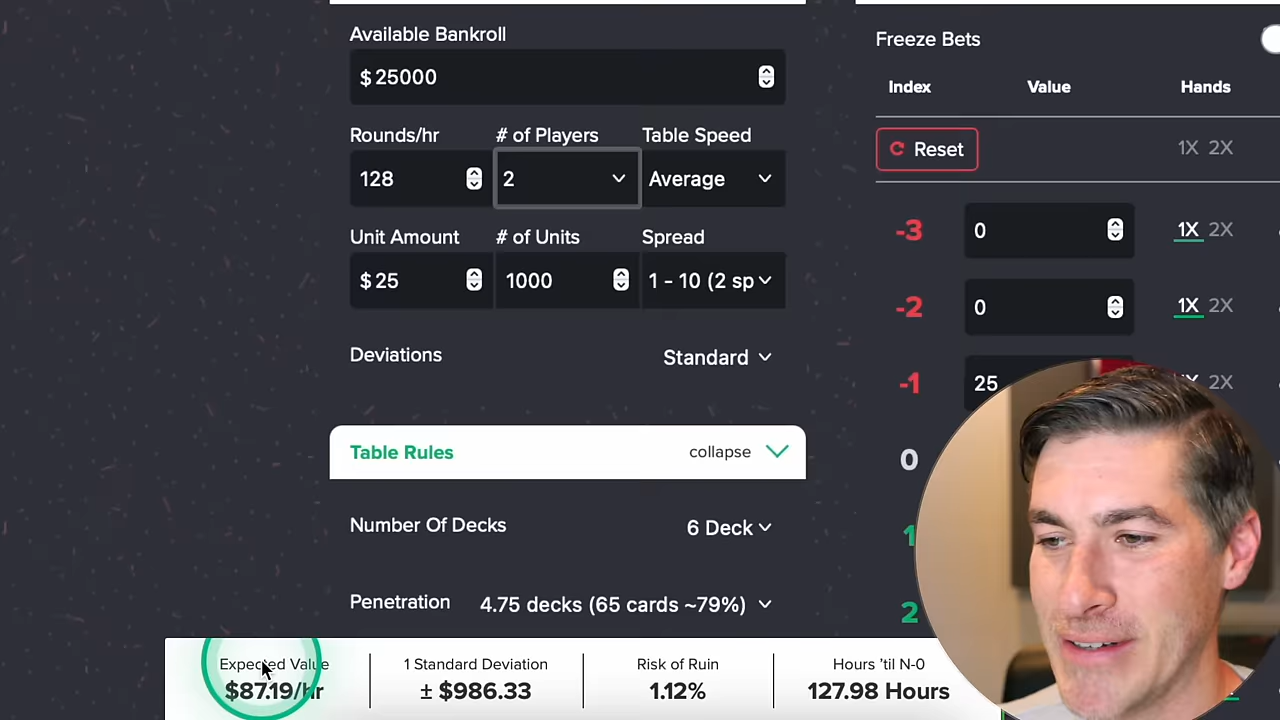 Available Bankroll
$25000
Rounds/hr # of Players Table Speed
128 2 Average
Unit Amount # of Units Spread
$25 1000 1 - 10 (2 sp
Deviations Standard
Table Rules collapse
Number Of Decks 6 Deck
Penetration 4.75 decks (65 cards ~79%)
Freeze Bets
Index Value Hands
Reset 1X 2X
-3 0 1X 2X
-2 0 1X 2X
-1 25 2X
0
1
2
Expected Value 1 Standard Deviation Risk of Ruin Hours 'til N-0
$87.19/hr ± $986.33 1.12% 127.98 Hours